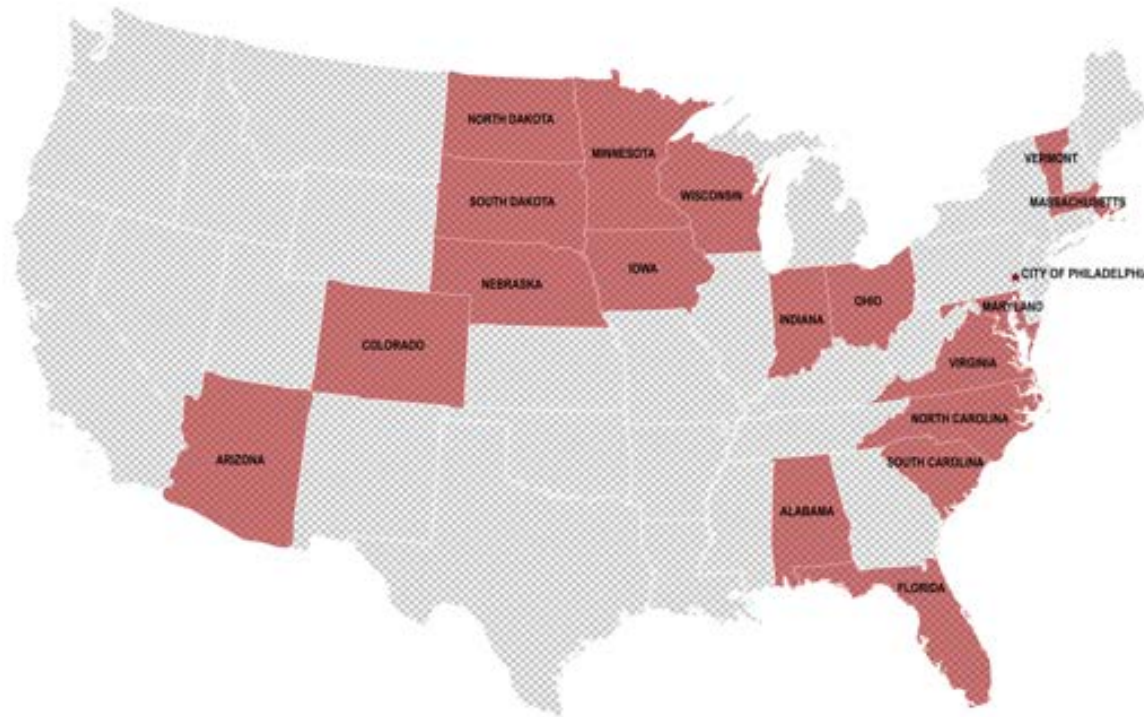 NORTH DAKOTA
MINNESOTA
VERMONT
WISCONSIN
SOUTH DAKOTA
MASSACHUSETTS
IOWA
CITY OF PHILADELPHIA
NEBRASKA
OHIO
MARYLAND
INDIANA
COLORADO
VIRGINIA
NORTH CAROLINA
ARIZONA
SOUTH CAROLINA
ALABAMA
FLORIDA